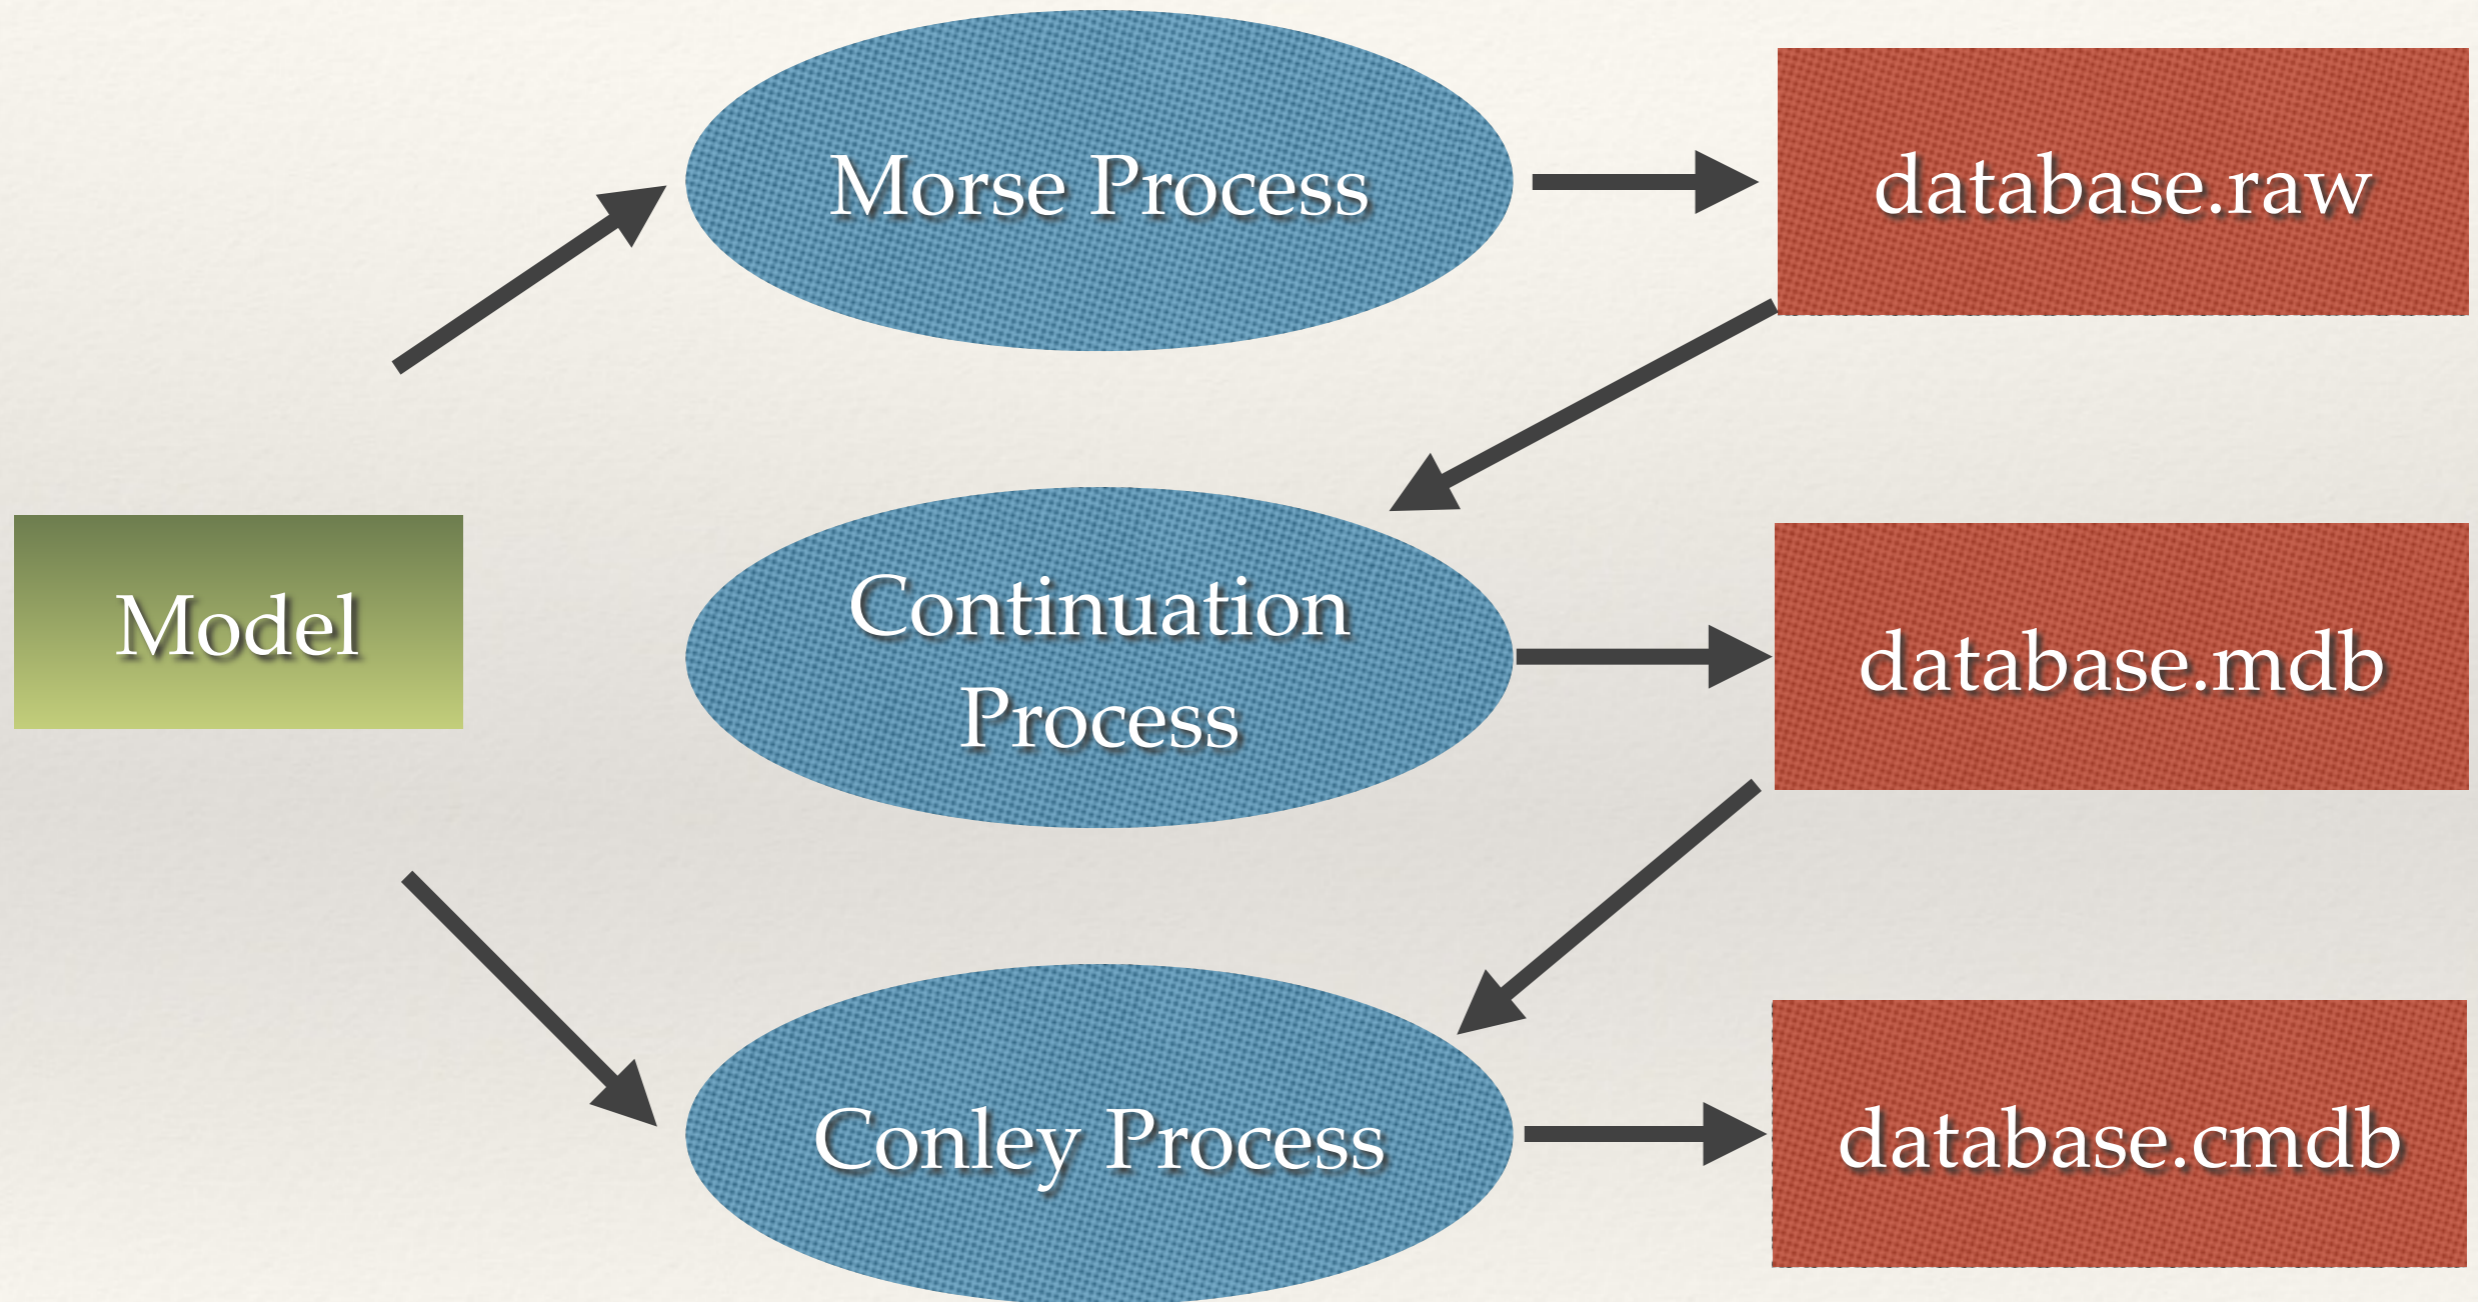 Morse Process
database.raw
Model
Continuation
Process
database.mdb
Conley Process
database.cmdb